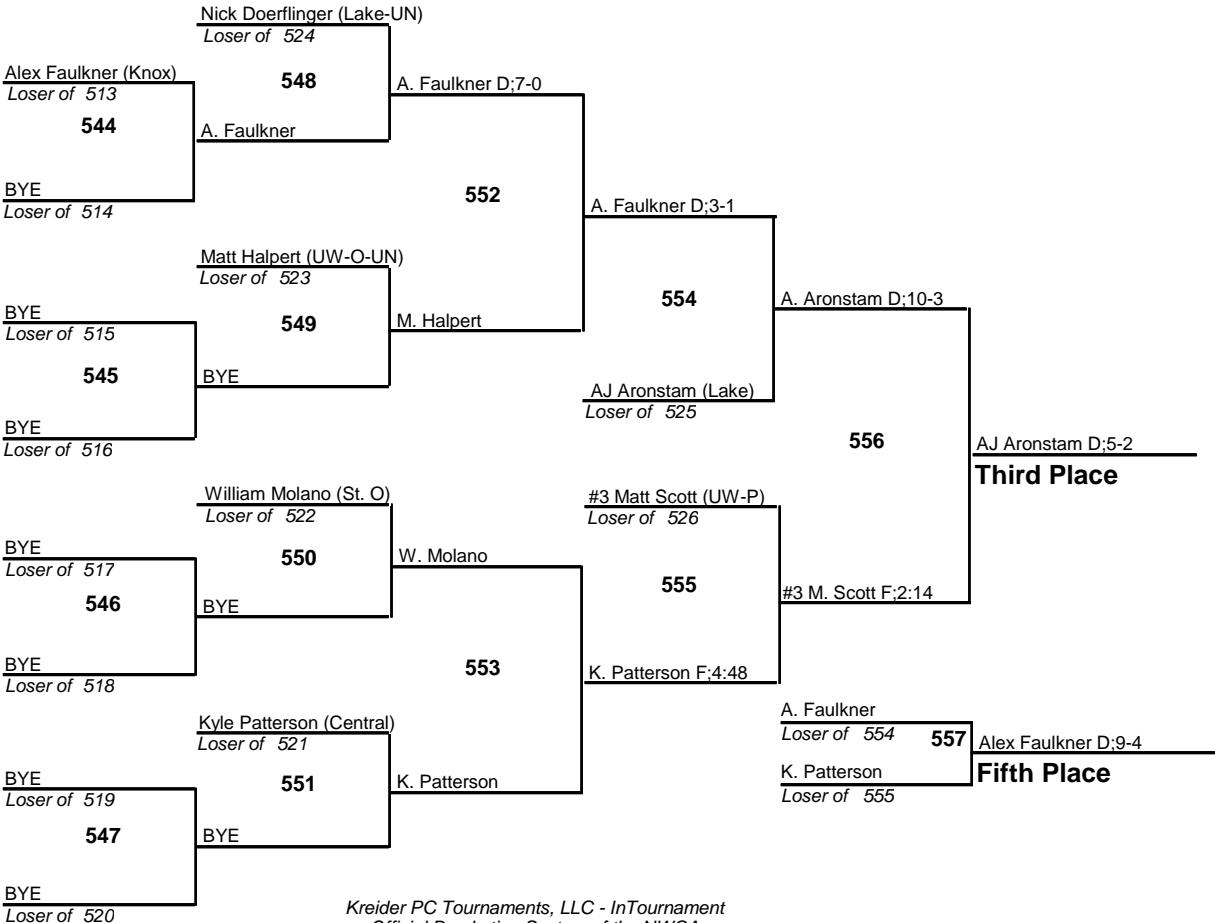 Nick Doerflinger (Lake-UN)
Loser of 524
548
Alex Faulkner (Knox)
Loser of 513
544
A. Faulkner D;7-0
A. Faulkner
BYE
Loser of 514
552
A. Faulkner D;3-1
Matt Halpert (UW-O-UN)
Loser of 523
549
BYE
Loser of 515
M. Halpert
554
A. Aronstam D;10-3
545
BYE
AJ Aronstam (Lake)
Loser of 525
BYE
Loser of 516
556
AJ Aronstam D;5-2
Third Place
William Molano (St. O)
Loser of 522
#3 Matt Scott (UW-P)
Loser of 526
BYE
Loser of 517
550
W. Molano
546
BYE
555
#3 M. Scott F;2:14
BYE
Loser of 518
553
K. Patterson F;4:48
Kyle Patterson (Central)
Loser of 521
A. Faulkner
Loser of 554
557
Alex Faulkner D;9-4
Fifth Place
K. Patterson
Loser of 555
BYE
Loser of 519
551
K. Patterson
547
BYE
BYE
Loser of 520
Kreider PC Tournaments, LLC - InTournament